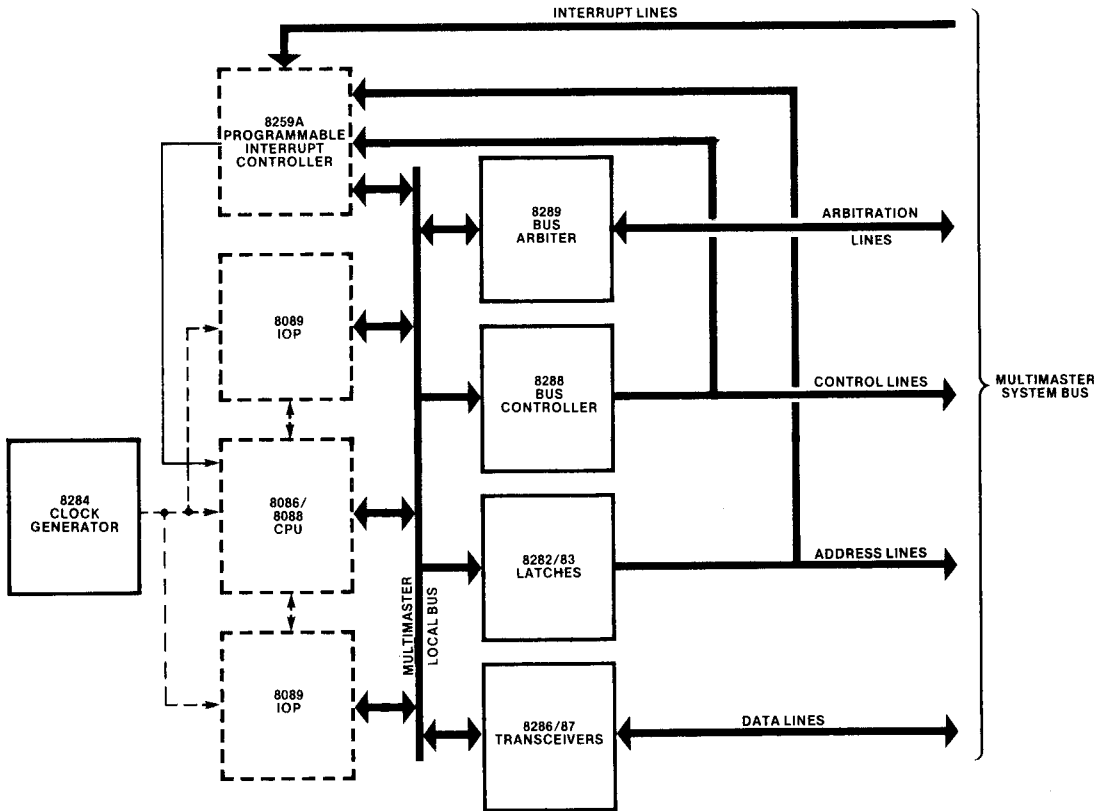 INTERRUPT LINES
8259A
PROGRAMMABLE
INTERRUPT
CONTROLLER
8289
BUS
ARBITER
ARBITRATION
LINES
8089
IOP
8288
BUS
CONTROLLER
CONTROL LINES
MULTIMASTER
SYSTEM BUS
8284
CLOCK
GENERATOR
8086/
8088
CPU
8282/83
LATCHES
ADDRESS LINES
MULTIMASTER
LOCAL BUS
8089
IOP
8286/87
TRANSCEIVERS
DATA LINES